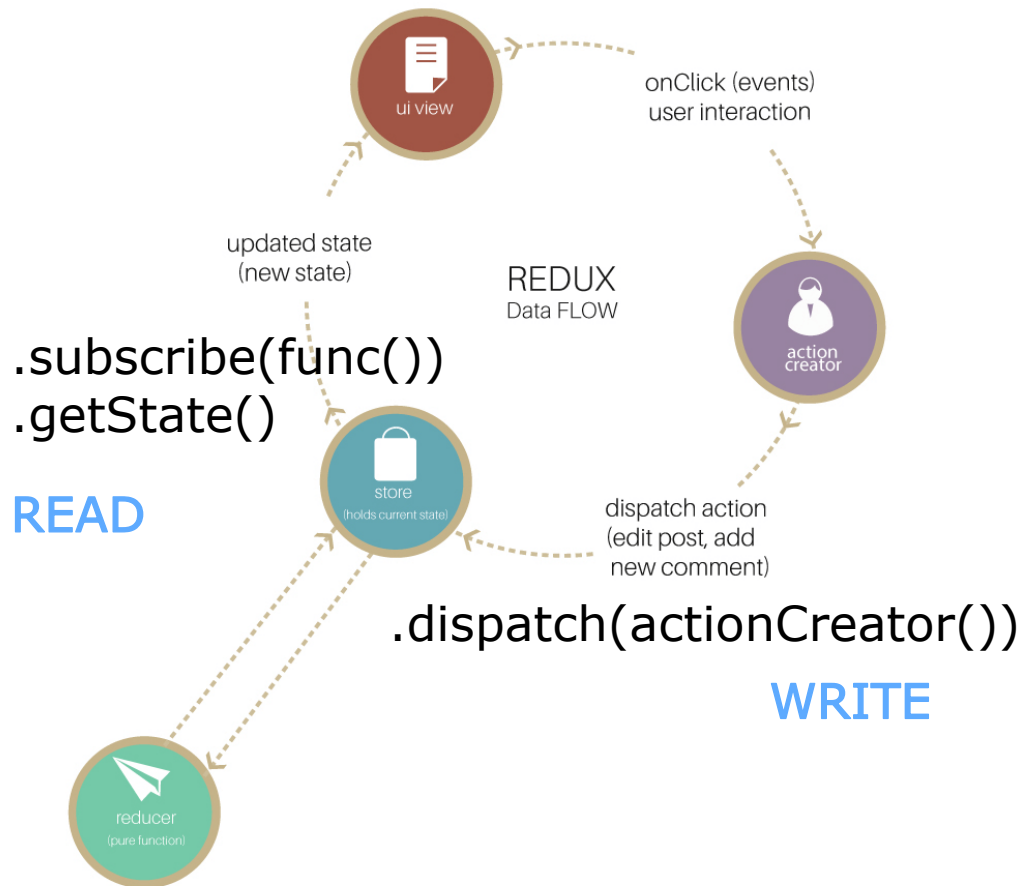 ui view
onClick (events)
user interaction
updated state
(new state)
REDUX
Data FLOW
action
creator
.subscribe(func())
.getState()
READ
store
(holds current state)
dispatch action
(edit post, add
new comment)
.dispatch(actionCreator())
WRITE
reducer
(pure function)